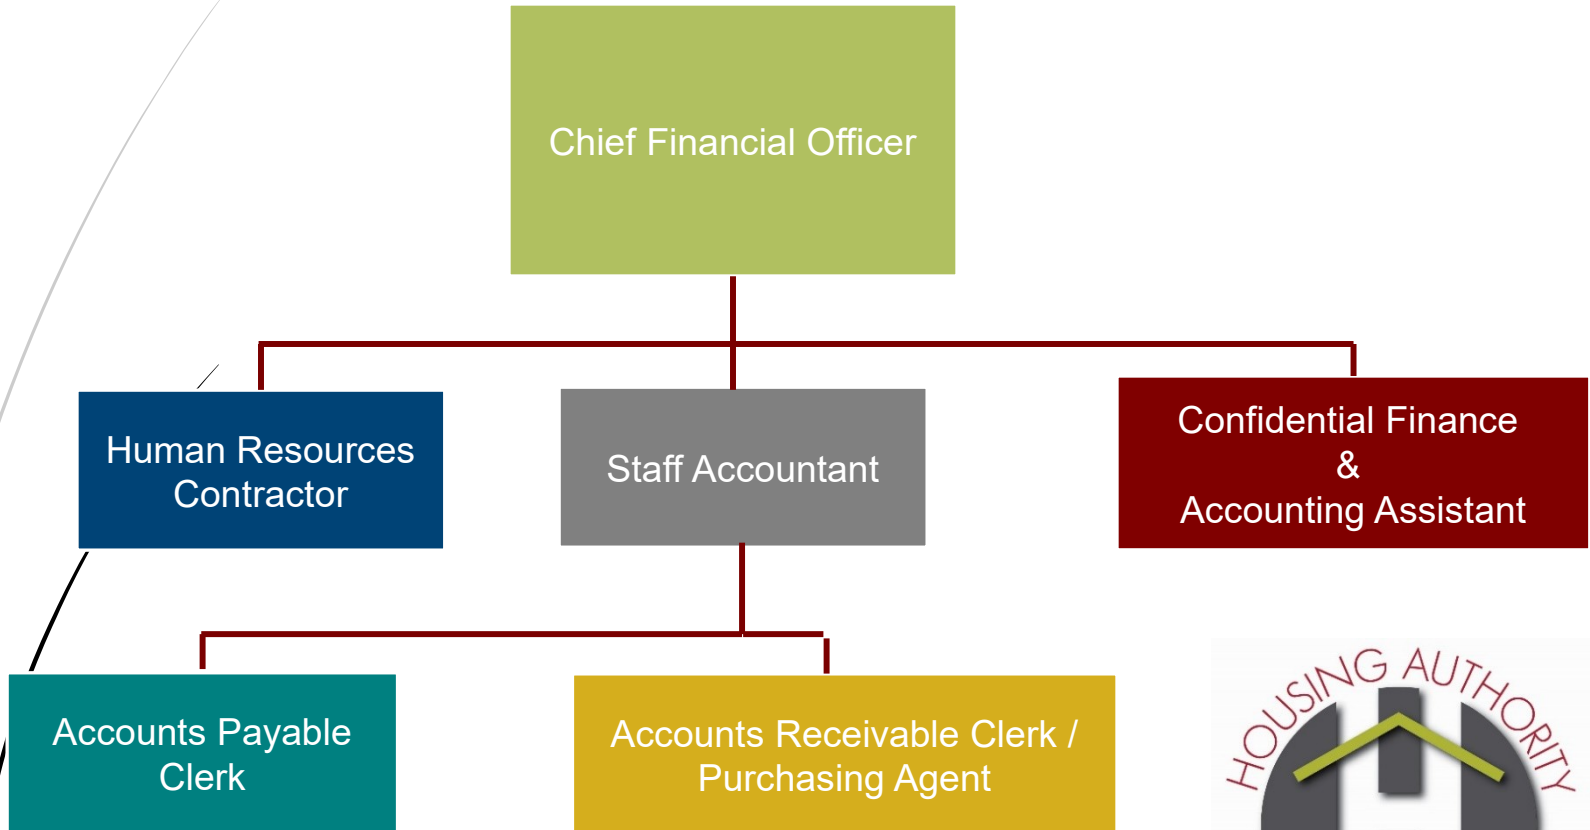 Chief Financial Officer
Human Resources
Contractor
Staff Accountant
Confidential Finance
&
Accounting Assistant
Accounts Payable
Clerk
Accounts Receivable Clerk /
Purchasing Agent
HOUSING AUTHORITY